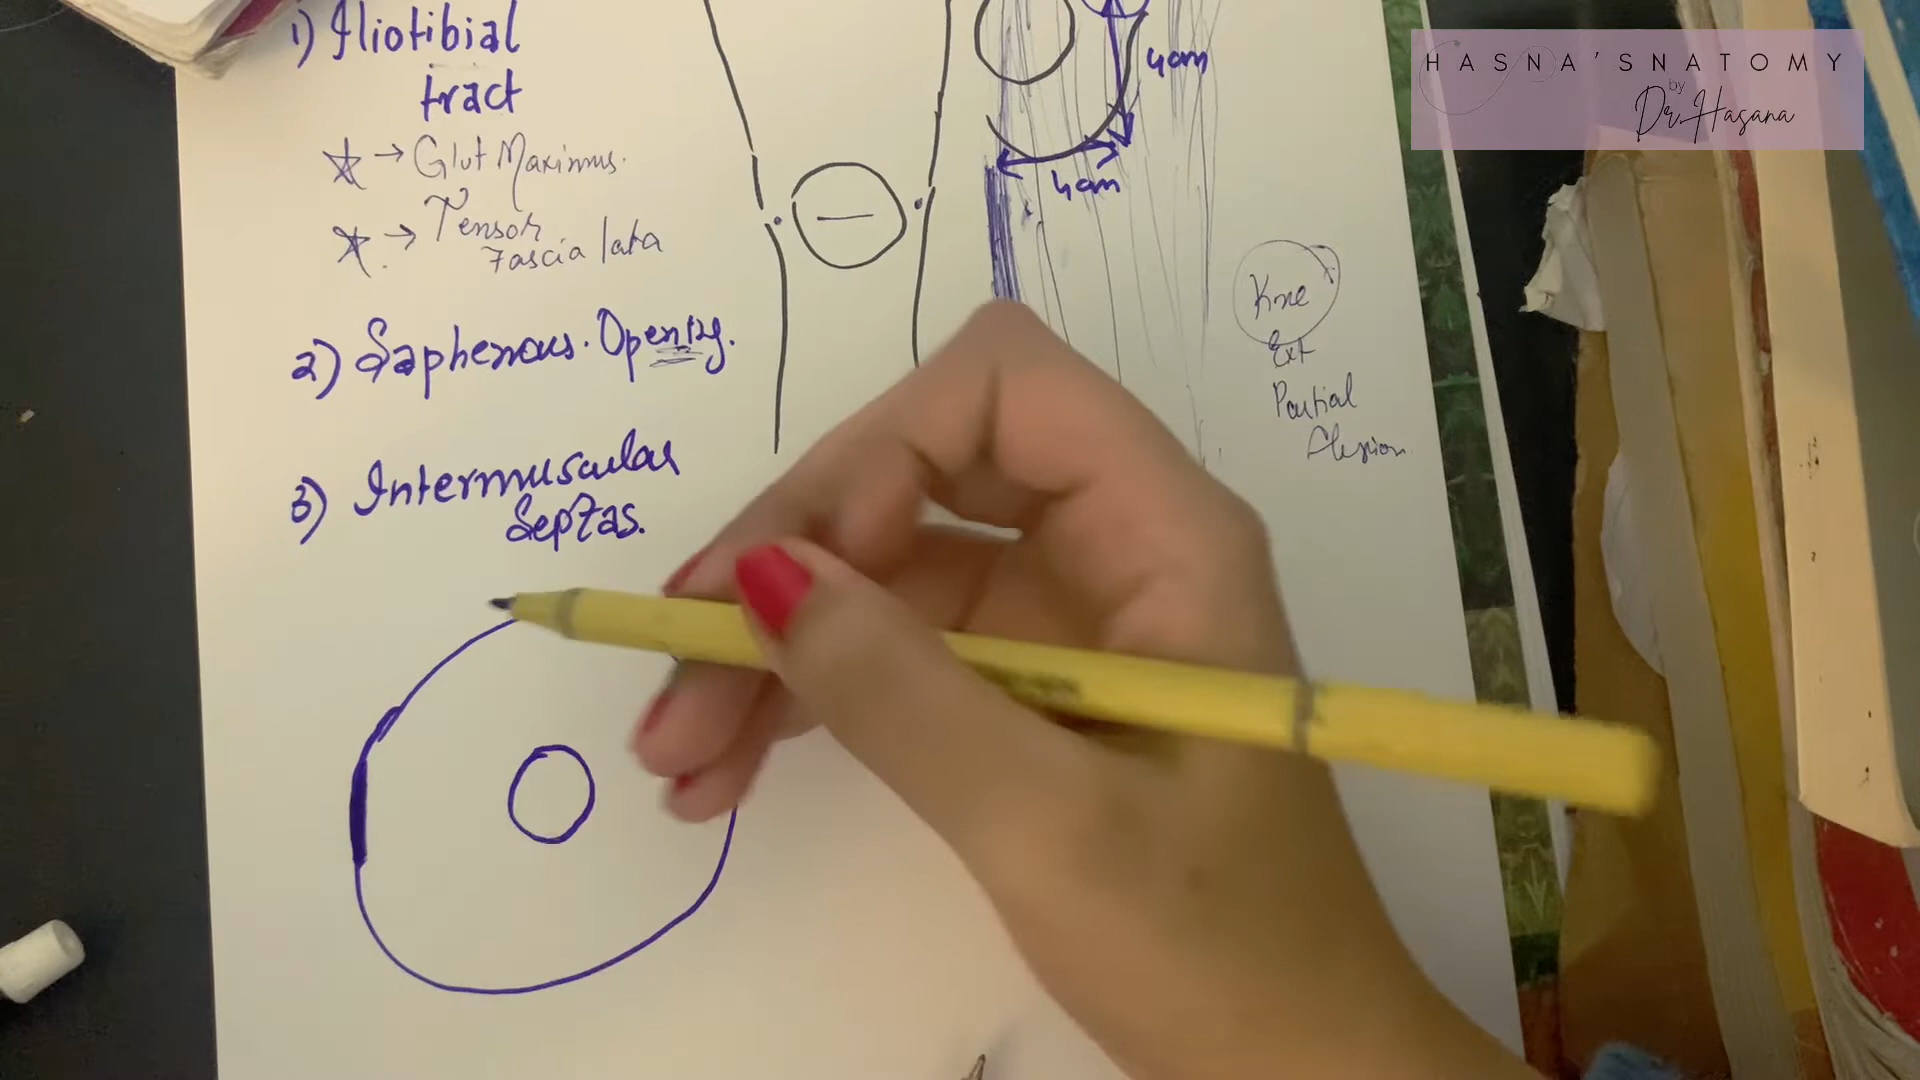 1) Iliotibial
tract
→ Glut Maximus.
→ Tensor
Fascia lata
2) Saphenous. Opening.
3) Intermuscular
Septas.
4cm
4cm
Knee
Ext
Partial
flexion.
HASNA'SNATOMY
by
Dr.Hasana